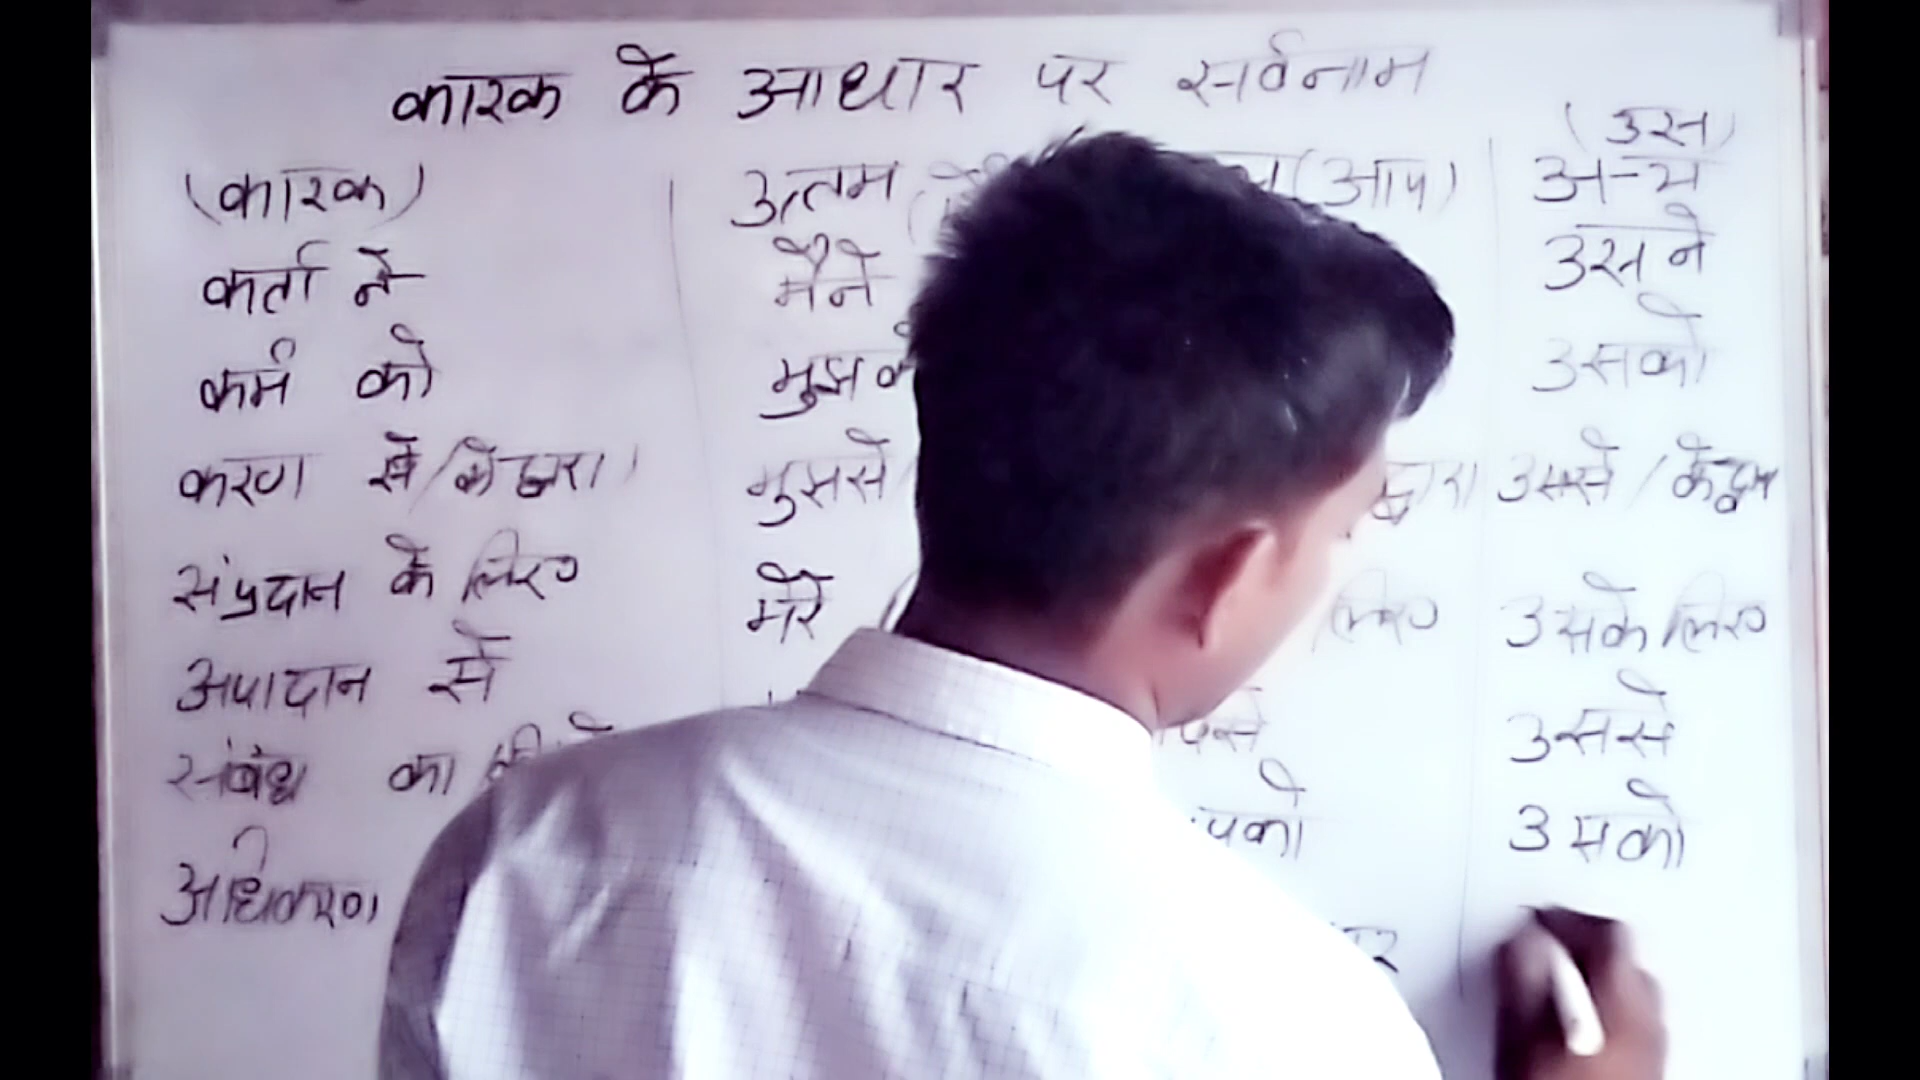 कारक के आधार पर सर्वनाम
(उस)
(कारक) उत्तम (आप) अन्य
कर्ता ने मैंने उसने
कर्म को उसको
करण से/के द्वारा मुझसे उससे/केद्वारा
संप्रदान के लिए मेरे लिए उसके लिए
अपादान से उससे
संबंध का उसको
अधिकरण